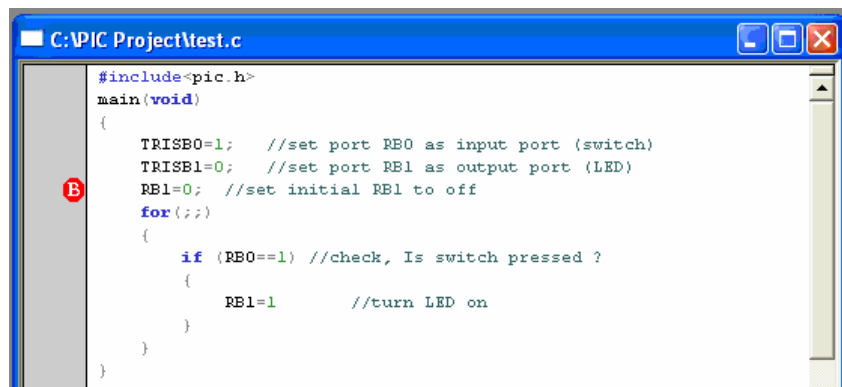 C:\PIC Project\test.c
#include<pic.h>
main(void)
{
    TRISB0=1;   //set port RB0 as input port (switch)
    TRISB1=0;   //set port RB1 as output port (LED)
B   RB1=0;  //set initial RB1 to off
    for(;;)
    {
        if (RB0==1) //check, Is switch pressed ?
        {
            RB1=1       //turn LED on
        }
    }
}